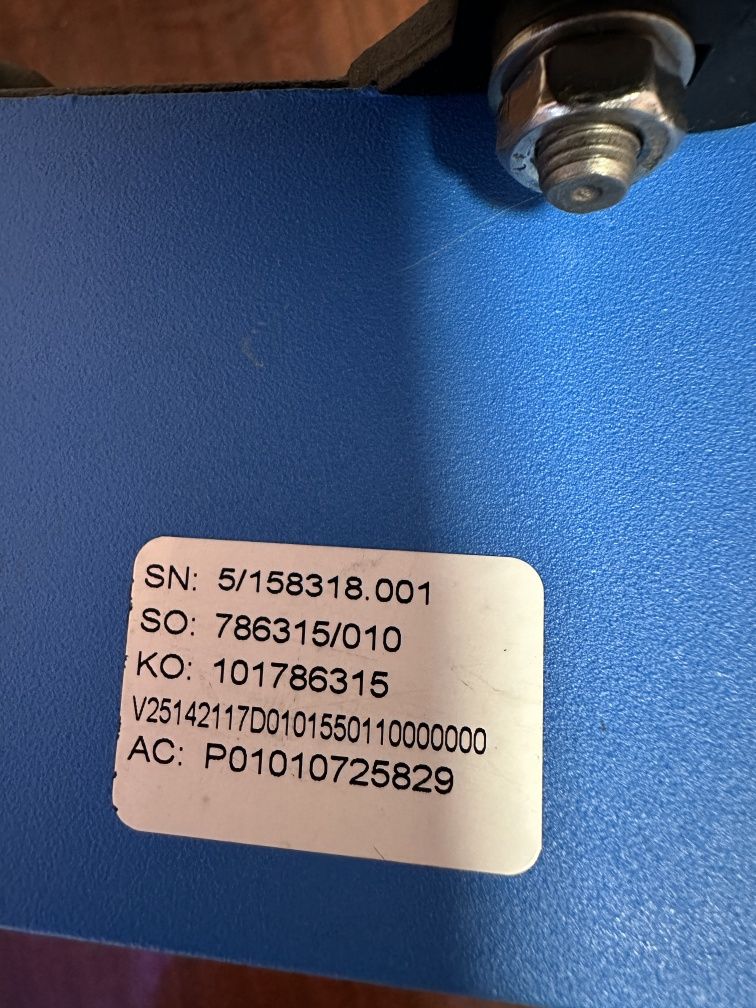 SN: 5/158318.001
SO: 786315/010
KO: 101786315
V25142117D0101550110000000
AC: P01010725829